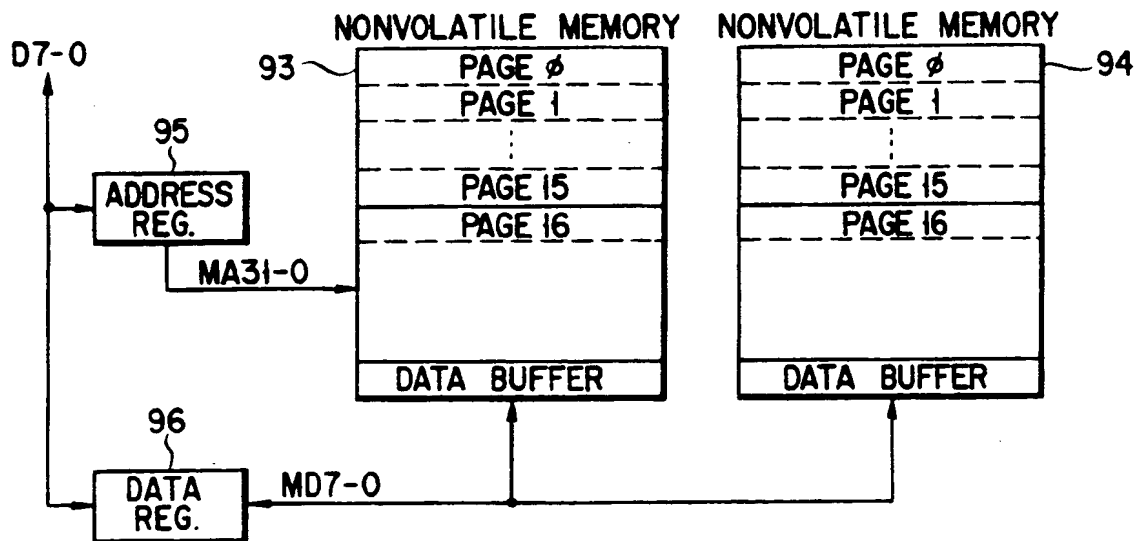 NONVOLATILE MEMORY
NONVOLATILE MEMORY
D7-0
93
PAGE Ø
PAGE 1
PAGE 15
PAGE 16
DATA BUFFER
PAGE Ø
PAGE 1
PAGE 15
PAGE 16
DATA BUFFER
94
95
ADDRESS
REG.
MA31-0
96
DATA
REG.
MD7-0